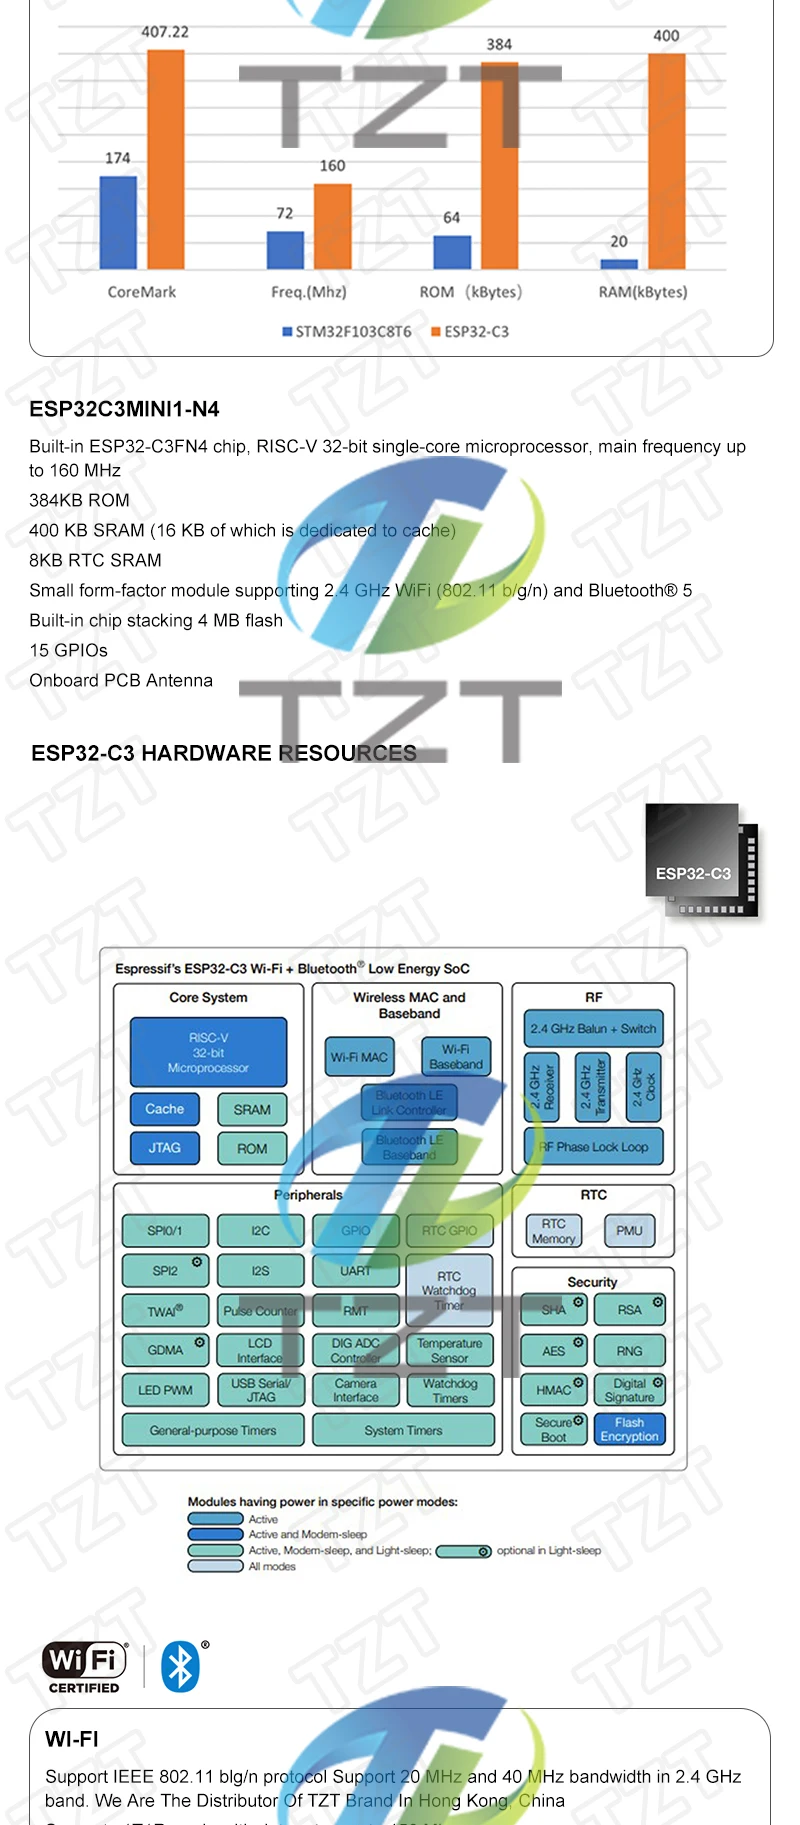 407.22
384
400
TZT
174
160
72
64
20
CoreMark
Freq.(Mhz)
ROM (kBytes)
RAM(kBytes)
STM32F103C8T6
ESP32-C3
ESP32C3MINI1-N4
Built-in ESP32-C3FN4 chip, RISC-V 32-bit single-core microprocessor, main frequency up
to 160 MHz
384KB ROM
400 KB SRAM (16 KB of which is dedicated to cache)
8KB RTC SRAM
Small form-factor module supporting 2.4 GHz WiFi (802.11 b/g/n) and Bluetooth® 5
Built-in chip stacking 4 MB flash
15 GPIOs
Onboard PCB Antenna
TZT
ESP32-C3 HARDWARE RESOURCES
ESP32-C3
Espressif's ESP32-C3 Wi-Fi + Bluetooth® Low Energy SoC
Core System
RISC-V
32-bit
Microprocessor
Cache
SRAM
JTAG
ROM
Wireless MAC and
Baseband
Wi-Fi MAC
Wi-Fi
Baseband
Bluetooth LE
Link Controller
Bluetooth LE
Baseband
RF
2.4 GHz Balun + Switch
2.4 GHz
Receiver
2.4 GHz
Transmitter
2.4 GHz
Clock
RF Phase Lock Loop
Peripherals
SPI0/1
I2C
GPIO
RTC GPIO
SPI2
I2S
UART
RTC
Watchdog
Timer
TWAI®
Pulse Counter
RMT
GDMA
LCD
Interface
DIG ADC
Controller
Temperature
Sensor
LED PWM
USB Serial/
JTAG
Camera
Interface
Watchdog
Timers
General-purpose Timers
System Timers
TZT
RTC
RTC
Memory
PMU
Security
SHA
RSA
AES
RNG
HMAC
Digital
Signature
Secure
Boot
Flash
Encryption
Modules having power in specific power modes:
Active
Active and Modem-sleep
Active, Modem-sleep, and Light-sleep; optional in Light-sleep
All modes
Wi Fi®
CERTIFIED
®
WI-FI
Support IEEE 802.11 blg/n protocol Support 20 MHz and 40 MHz bandwidth in 2.4 GHz
band. We Are The Distributor Of TZT Brand In Hong Kong, China